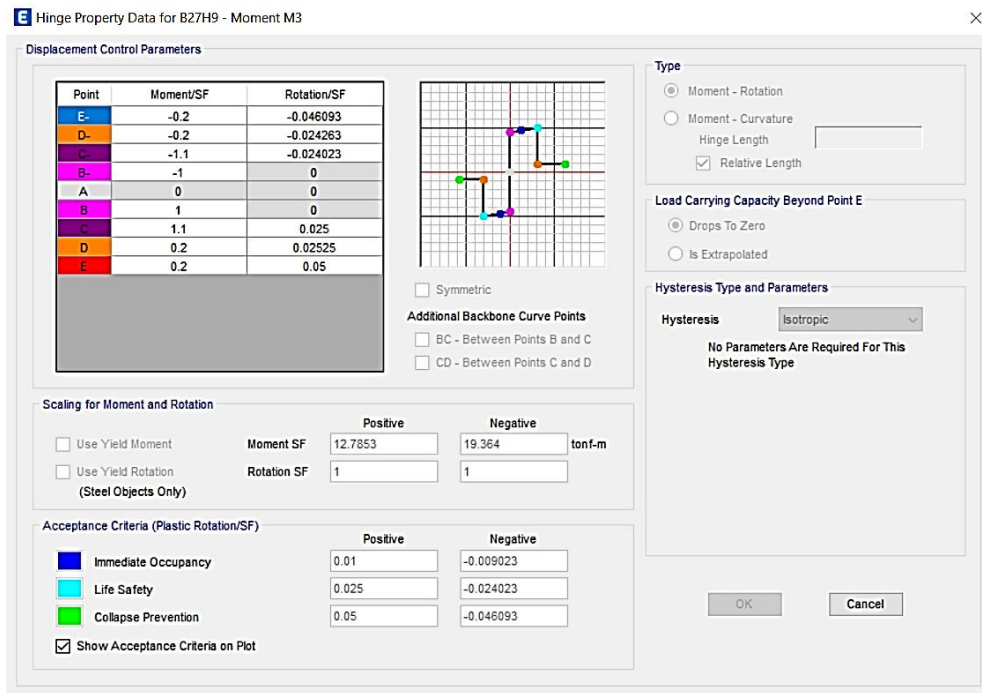 E Hinge Property Data for B27H9 - Moment M3
Displacement Control Parameters
Point Moment/SF Rotation/SF
E- -0.2 -0.046093
D- -0.2 -0.024263
C- -1.1 -0.024023
B- -1 0
A 0 0
B 1 0
C 1.1 0.025
D 0.2 0.02525
E 0.2 0.05
Symmetric
Additional Backbone Curve Points
BC - Between Points B and C
CD - Between Points C and D
Type
Moment - Rotation
Moment - Curvature
Hinge Length
Relative Length
Load Carrying Capacity Beyond Point E
Drops To Zero
Is Extrapolated
Hysteresis Type and Parameters
Hysteresis Isotropic
No Parameters Are Required For This
Hysteresis Type
Scaling for Moment and Rotation
Positive Negative
Use Yield Moment Moment SF 12.7853 19.364 tonf-m
Use Yield Rotation Rotation SF 1 1
(Steel Objects Only)
Acceptance Criteria (Plastic Rotation/SF)
Positive Negative
Immediate Occupancy 0.01 -0.009023
Life Safety 0.025 -0.024023
Collapse Prevention 0.05 -0.046093
Show Acceptance Criteria on Plot
OK Cancel